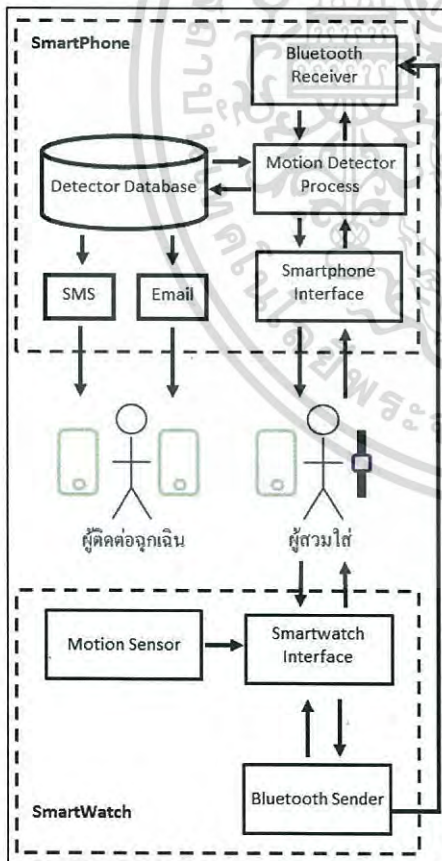 SmartPhone
Bluetooth
Receiver
Detector Database
Motion Detector
Process
SMS
Email
Smartphone
Interface
ผู้ติดต่อฉุกเฉิน
ผู้สวมใส่
Motion Sensor
Smartwatch
Interface
SmartWatch
Bluetooth Sender